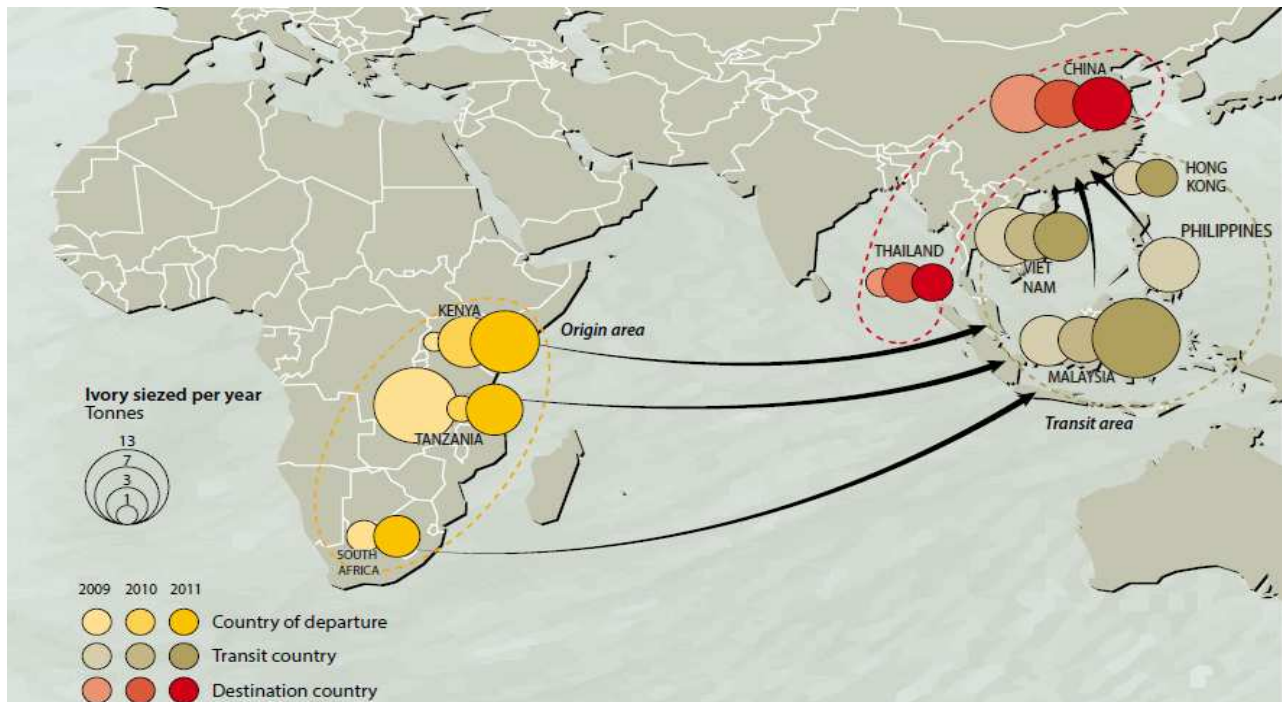 CHINA
HONG
KONG
PHILIPPINES
THAILAND
VIET
NAM
KENYA
Origin area
MALAYSIA
Ivory siezed per year
Tonnes
Transit area
TANZANIA
13
7
3
1
SOUTH
AFRICA
2009 2010 2011
Country of departure
Transit country
Destination country